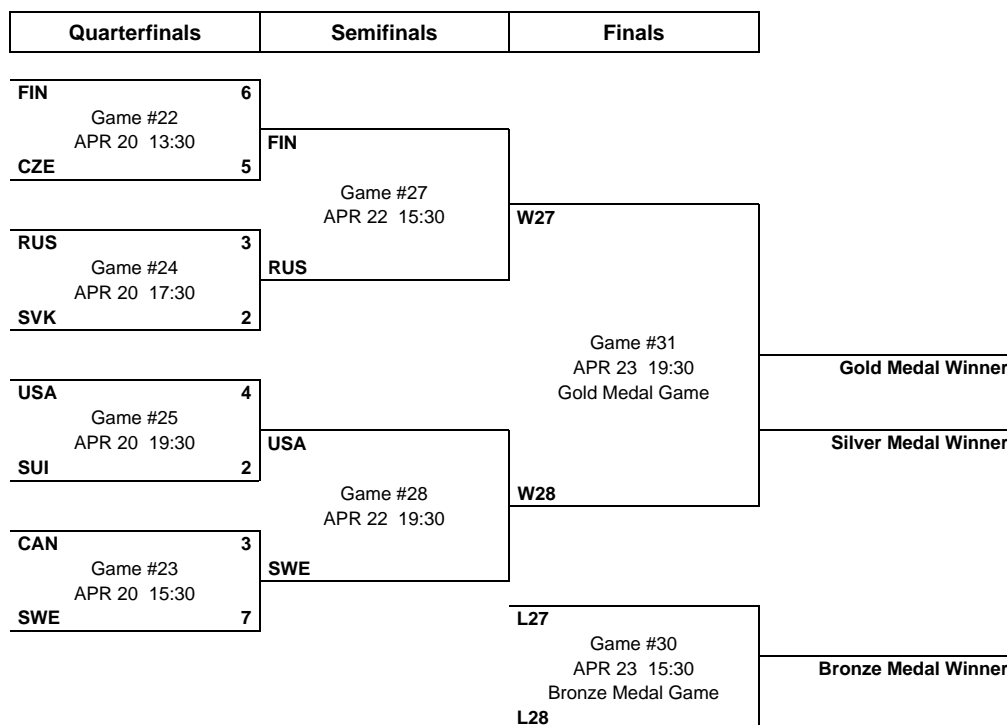 Quarterfinals Semifinals Finals
FIN 6
Game #22
APR 20 13:30
CZE 5
RUS 3
Game #24
APR 20 17:30
SVK 2
USA 4
Game #25
APR 20 19:30
SUI 2
CAN 3
Game #23
APR 20 15:30
SWE 7
FIN
Game #27
APR 22 15:30
RUS
USA
Game #28
APR 22 19:30
SWE
W27
Game #31
APR 23 19:30
Gold Medal Game
W28
L27
Game #30
APR 23 15:30
Bronze Medal Game
L28
Gold Medal Winner
Silver Medal Winner
Bronze Medal Winner